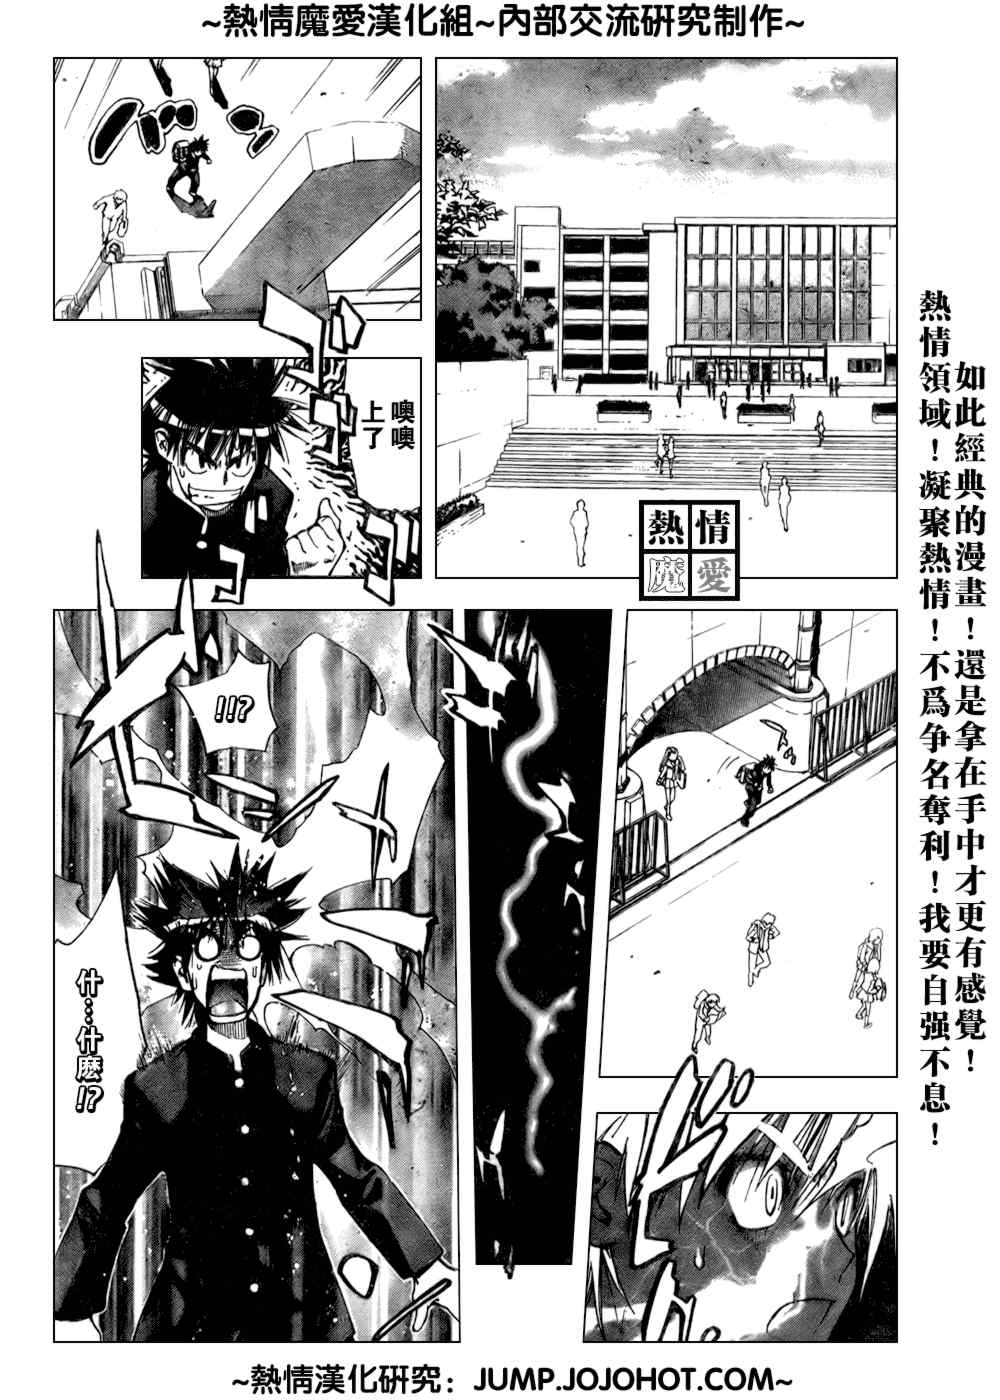 ~熱情魔愛漢化組~內部交流研究制作~
噢噢
上了
熱情
魔愛
如此經典的漫畫！還是拿在手中才更有感覺！
熱情領域！凝聚熱情！不爲争名奪利！我要自强不息！
!!?
什…什麽!?
~熱情漢化研究：JUMP.JOJOHOT.COM~